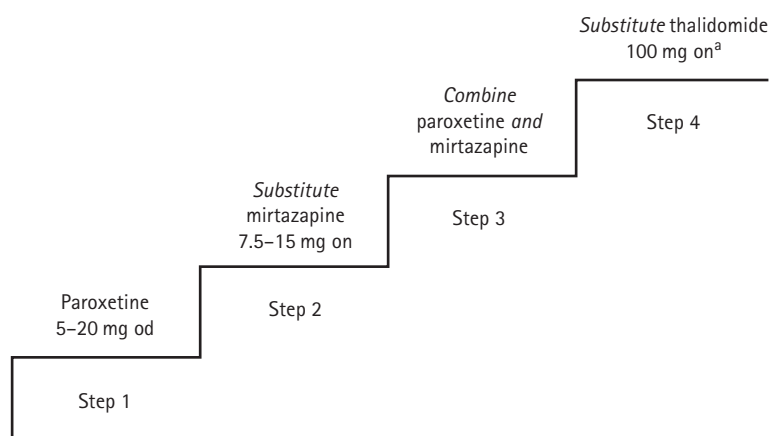 Substitute thalidomide
100 mg onᵃ
Combine
paroxetine and
mirtazapine
Step 4
Substitute
mirtazapine
7.5–15 mg on
Step 3
Paroxetine
5–20 mg od
Step 2
Step 1